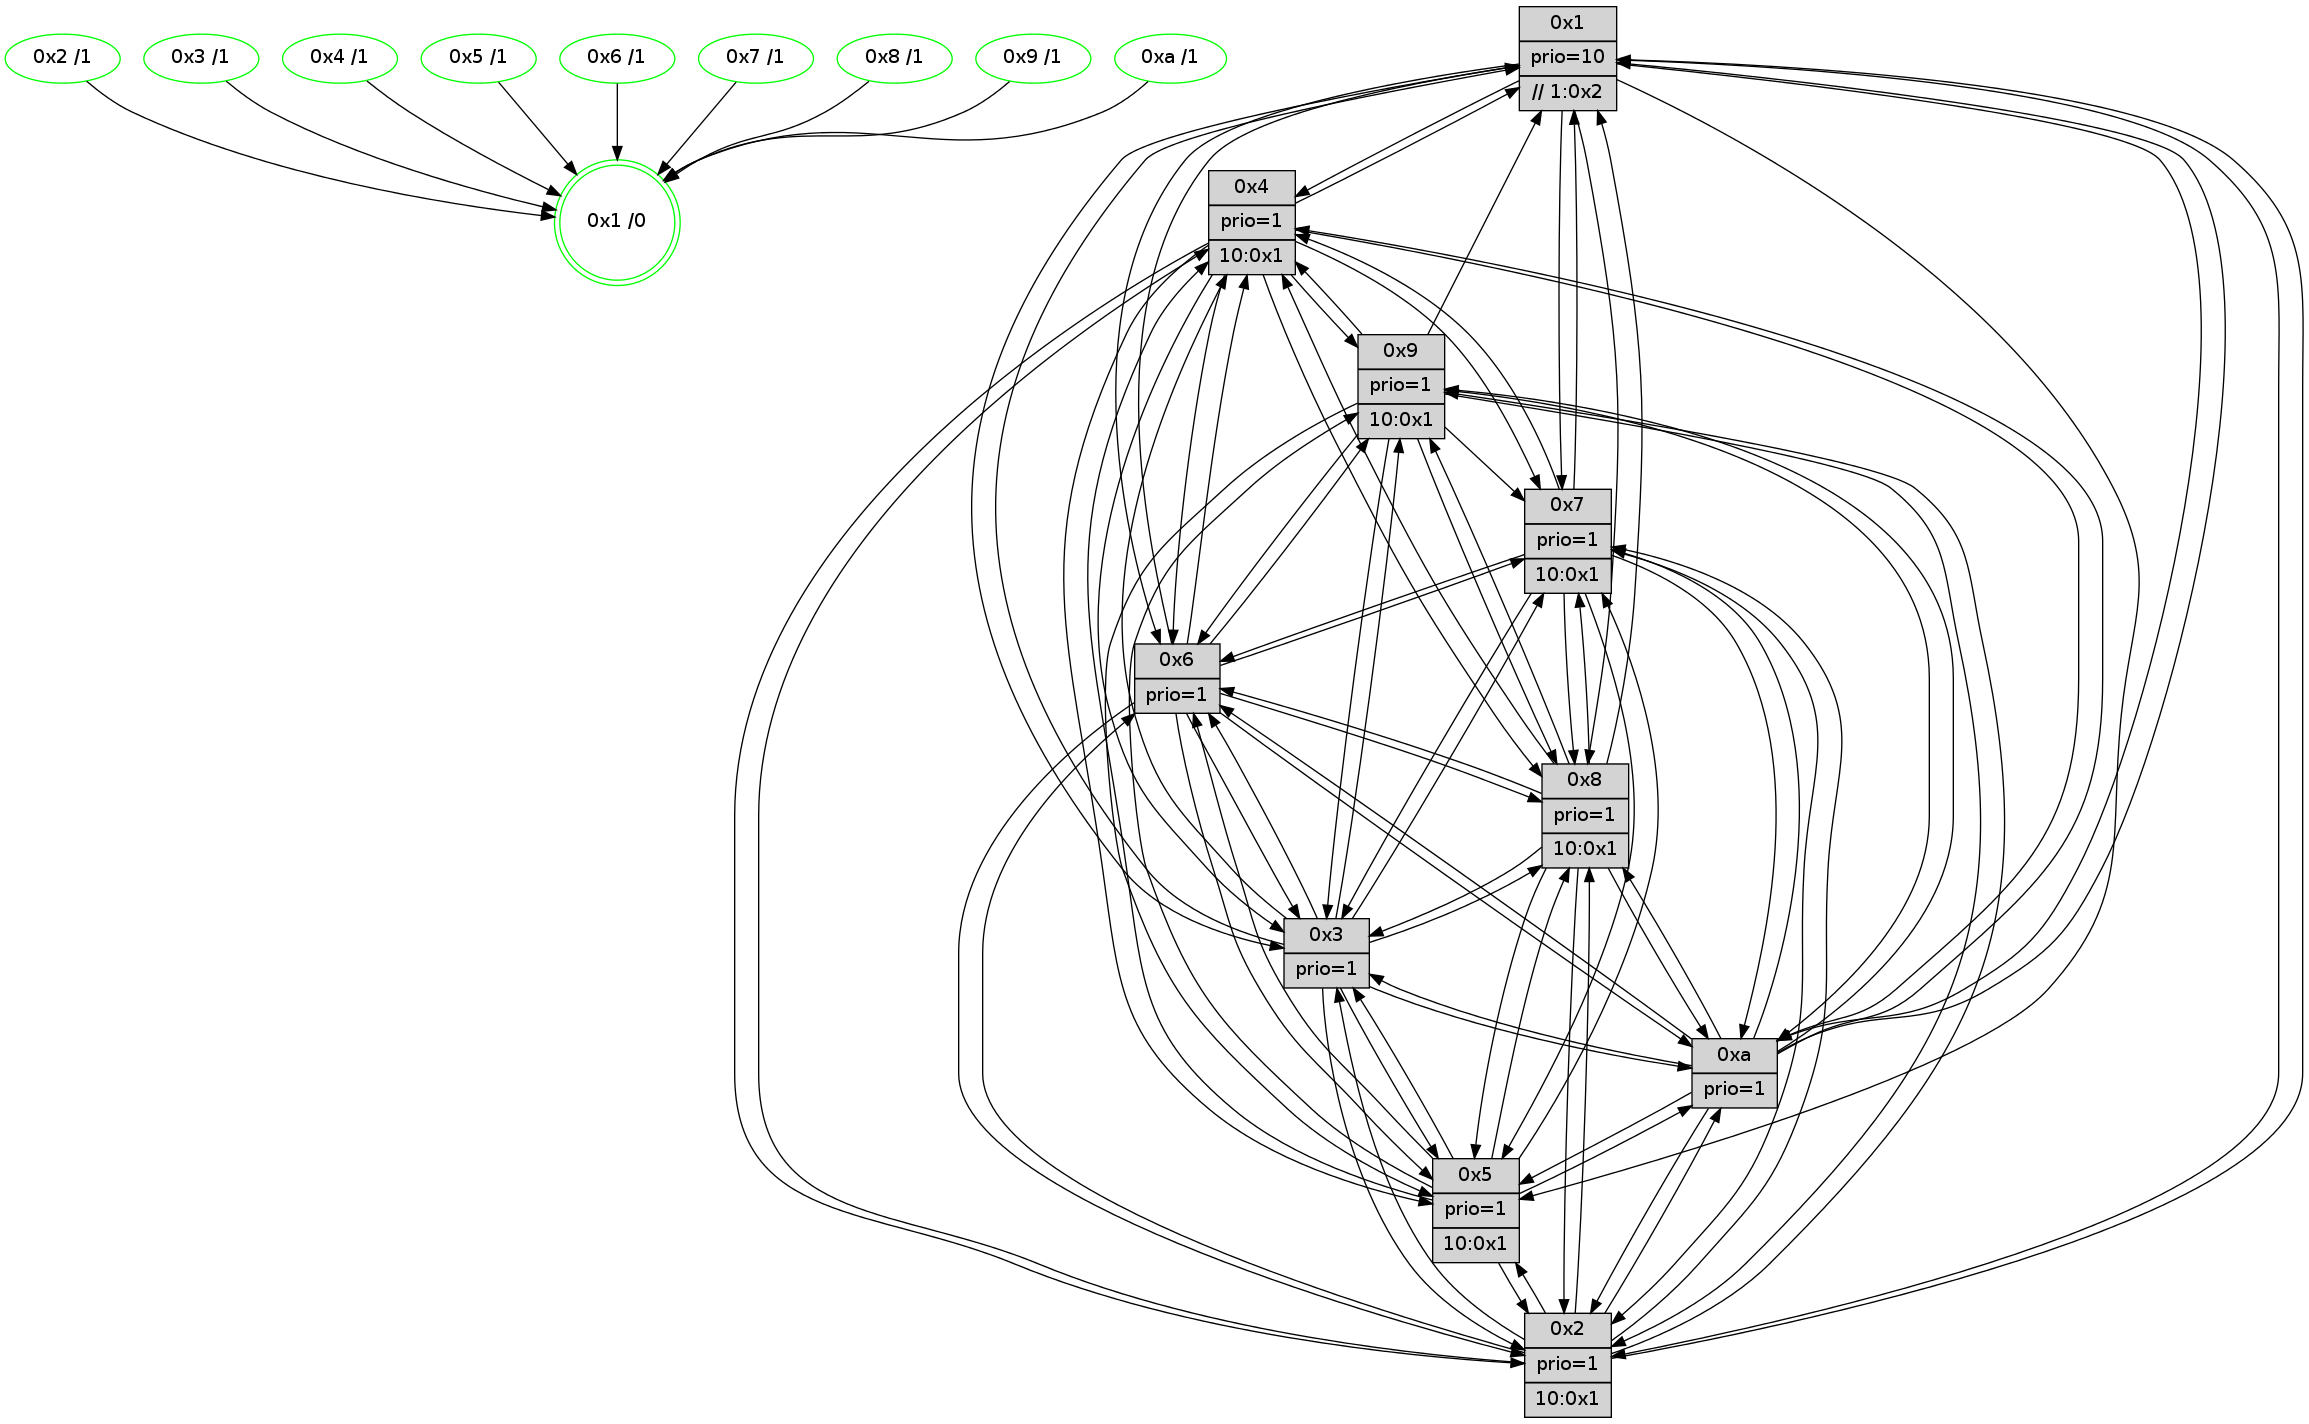 0x2 /1
0x3 /1
0x4 /1
0x5 /1
0x6 /1
0x7 /1
0x8 /1
0x9 /1
0xa /1
0x1 /0
0x1
prio=10
// 1:0x2
0x4
prio=1
10:0x1
0x9
prio=1
10:0x1
0x7
prio=1
10:0x1
0x6
prio=1
0x8
prio=1
10:0x1
0x3
prio=1
0xa
prio=1
0x5
prio=1
10:0x1
0x2
prio=1
10:0x1